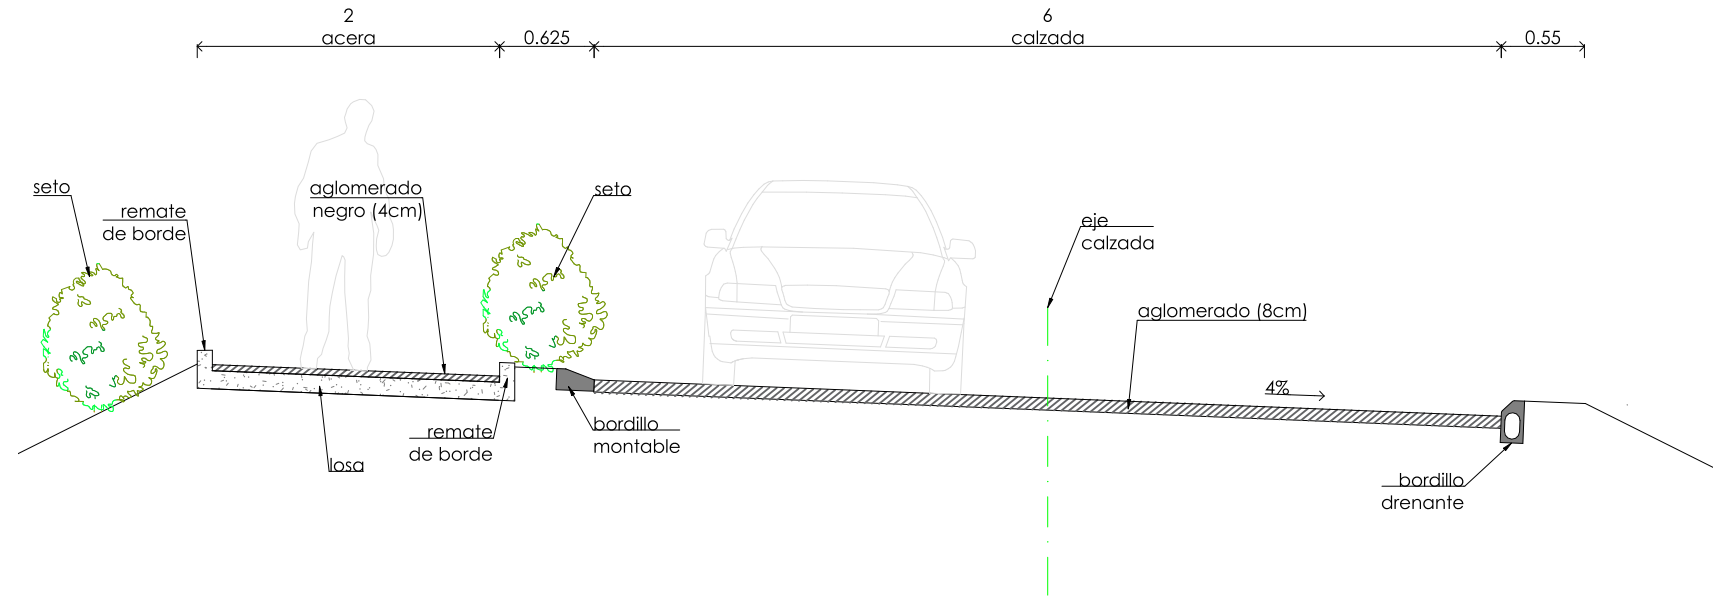 2
acera
0.625
6
calzada
0.55
seto
remate
de borde
aglomerado
negro (4cm)
seto
eje
calzada
aglomerado (8cm)
4%
bordillo
montable
remate
de borde
losa
bordillo
drenante